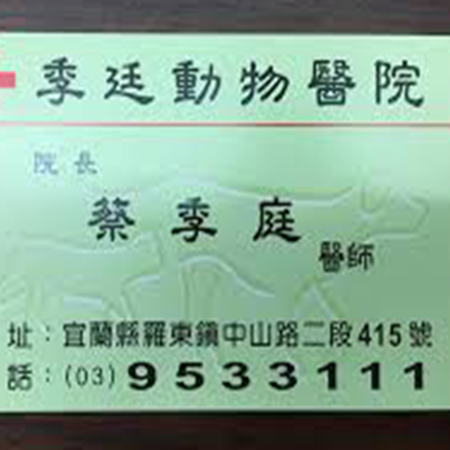 季廷動物醫院
院長
蔡季庭
醫師
址：宜蘭縣羅東鎮中山路二段415號
話：(03)9533111